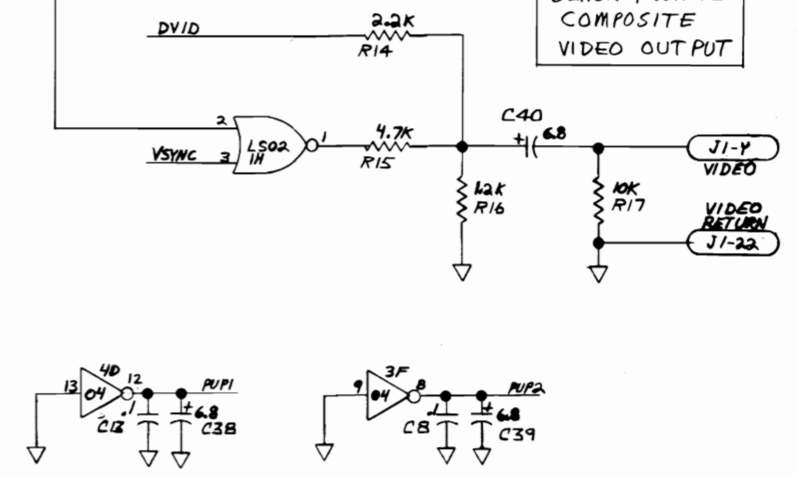 COMPOSITE
VIDEO OUTPUT
DVID
2.2K
R14
2
3
VSYNC
LS02
1H
1
4.7K
R15
C40
+
6.8
1.2K
R16
10K
R17
J1-Y
VIDEO
VIDEO
RETURN
J1-22
13
4D
04
12
PUP1
.1
C13
+
6.8
C38
9
3F
04
8
PUP2
.1
C8
+
6.8
C39